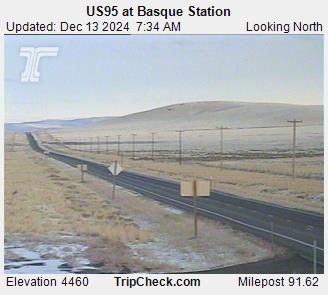 US95 at Basque Station
Updated: Dec 13 2024 7:34 AM Looking North
Elevation 4460 TripCheck.com Milepost 91.62